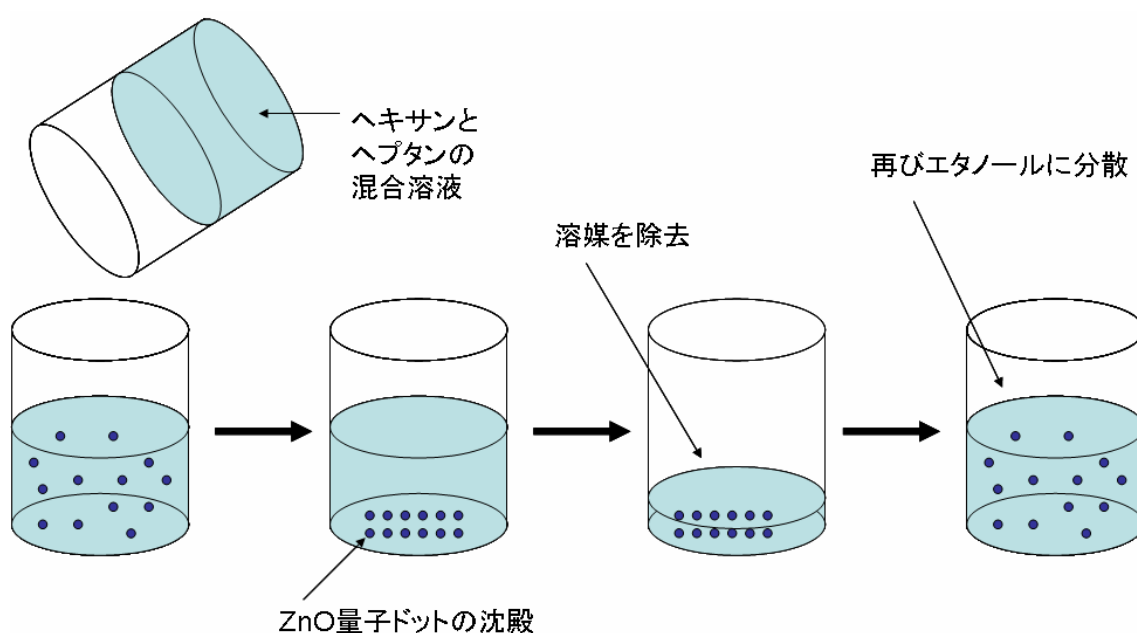 ヘキサンと
ヘプタンの
混合溶液
再びエタノールに分散
溶媒を除去
ZnO量子ドットの沈殿